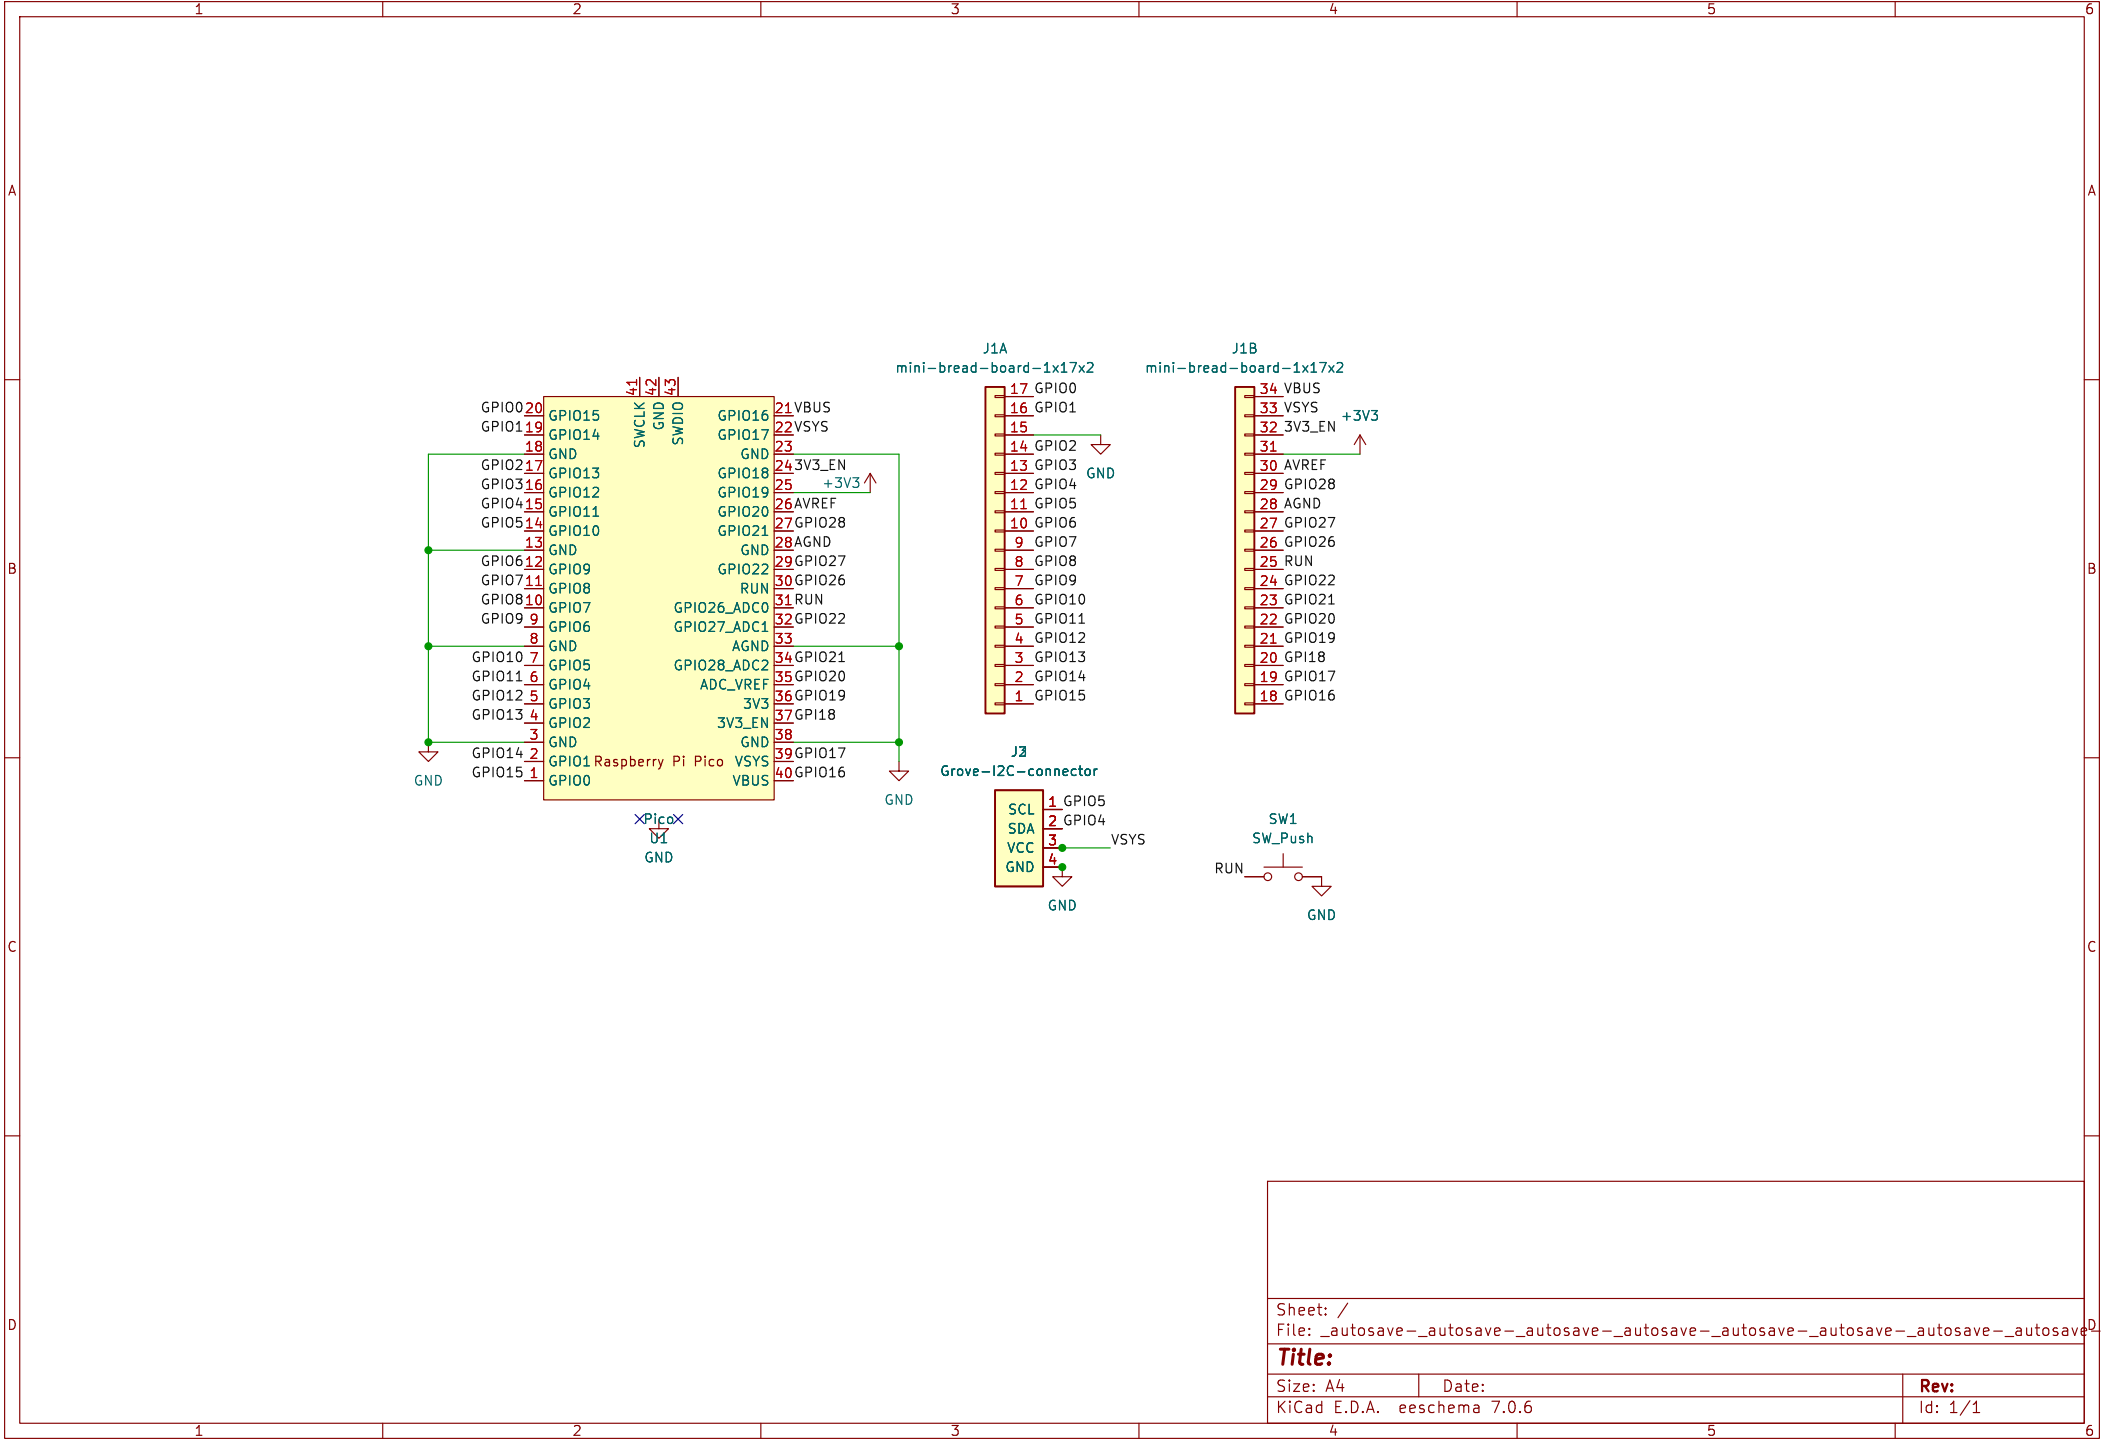 1 2 3 4 5 6
A A
B B
C C
D D
J1A
mini-bread-board-1x17x2
17 GPIO0
16 GPIO1
15
14 GPIO2
13 GPIO3
12 GPIO4
11 GPIO5
10 GPIO6
9 GPIO7
8 GPIO8
7 GPIO9
6 GPIO10
5 GPIO11
4 GPIO12
3 GPIO13
2 GPIO14
1 GPIO15
GND
J1B
mini-bread-board-1x17x2
34 VBUS
33 VSYS
32 3V3_EN
31
30 AVREF
29 GPIO28
28 AGND
27 GPIO27
26 GPIO26
25 RUN
24 GPIO22
23 GPIO21
22 GPIO20
21 GPIO19
20 GPI18
19 GPIO17
18 GPIO16
+3V3
41 42 43
SWCLK GND SWDIO
GPIO0 20 GPIO15
GPIO1 19 GPIO14
18 GND
GPIO2 17 GPIO13
GPIO3 16 GPIO12
GPIO4 15 GPIO11
GPIO5 14 GPIO10
13 GND
GPIO6 12 GPIO9
GPIO7 11 GPIO8
GPIO8 10 GPIO7
GPIO9 9 GPIO6
8 GND
GPIO10 7 GPIO5
GPIO11 6 GPIO4
GPIO12 5 GPIO3
GPIO13 4 GPIO2
3 GND
GPIO14 2 GPIO1
GPIO15 1 GPIO0
GND
GPIO16 21 VBUS
GPIO17 22 VSYS
GND 23
GPIO18 24 3V3_EN
GPIO19 25 +3V3
GPIO20 26 AVREF
GPIO21 27 GPIO28
GND 28 AGND
GPIO22 29 GPIO27
RUN 30 GPIO26
GPIO26_ADC0 31 RUN
GPIO27_ADC1 32 GPIO22
AGND 33
GPIO28_ADC2 34 GPIO21
ADC_VREF 35 GPIO20
3V3 36 GPIO19
3V3_EN 37 GPI18
GND 38
VSYS 39 GPIO17
VBUS 40 GPIO16
GND
Raspberry Pi Pico
Pico
U1
GND
Grove-I2C-connector
SCL 1 GPIO5
SDA 2 GPIO4
VCC 3 VSYS
GND 4
GND
SW1
SW_Push
RUN
GND
Sheet: /
File: _autosave-_autosave-_autosave-_autosave-_autosave-_autosave-_autosave-_autosave-
Title:
Size: A4 Date: Rev:
KiCad E.D.A. eeschema 7.0.6 Id: 1/1
1 2 3 4 5 6